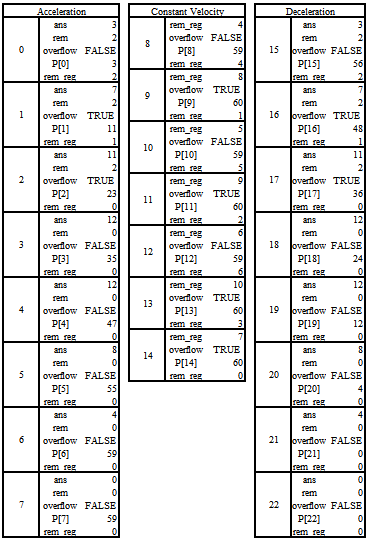 Acceleration
0
ans 3
rem 2
overflow FALSE
P[0] 3
rem_reg 2
1
ans 7
rem 2
overflow TRUE
P[1] 11
rem_reg 1
2
ans 11
rem 2
overflow TRUE
P[2] 23
rem_reg 0
3
ans 12
rem 0
overflow FALSE
P[3] 35
rem_reg 0
4
ans 12
rem 0
overflow FALSE
P[4] 47
rem_reg 0
5
ans 8
rem 0
overflow FALSE
P[5] 55
rem_reg 0
6
ans 4
rem 0
overflow FALSE
P[6] 59
rem_reg 0
7
ans 0
rem 0
overflow FALSE
P[7] 59
rem_reg 0
Constant Velocity
8
rem_reg 4
overflow FALSE
P[8] 59
rem_reg 4
9
rem_reg 8
overflow TRUE
P[9] 60
rem_reg 1
10
rem_reg 5
overflow FALSE
P[10] 59
rem_reg 5
11
rem_reg 9
overflow TRUE
P[11] 60
rem_reg 2
12
rem_reg 6
overflow FALSE
P[12] 59
rem_reg 6
13
rem_reg 10
overflow TRUE
P[13] 60
rem_reg 3
14
rem_reg 7
overflow TRUE
P[14] 60
rem_reg 0
Deceleration
15
ans 3
rem 2
overflow FALSE
P[15] 56
rem_reg 2
16
ans 7
rem 2
overflow TRUE
P[16] 48
rem_reg 1
17
ans 11
rem 2
overflow TRUE
P[17] 36
rem_reg 0
18
ans 12
rem 0
overflow FALSE
P[18] 24
rem_reg 0
19
ans 12
rem 0
overflow FALSE
P[19] 12
rem_reg 0
20
ans 8
rem 0
overflow FALSE
P[20] 4
rem_reg 0
21
ans 4
rem 0
overflow FALSE
P[21] 0
rem_reg 0
22
ans 0
rem 0
overflow FALSE
P[22] 0
rem_reg 0